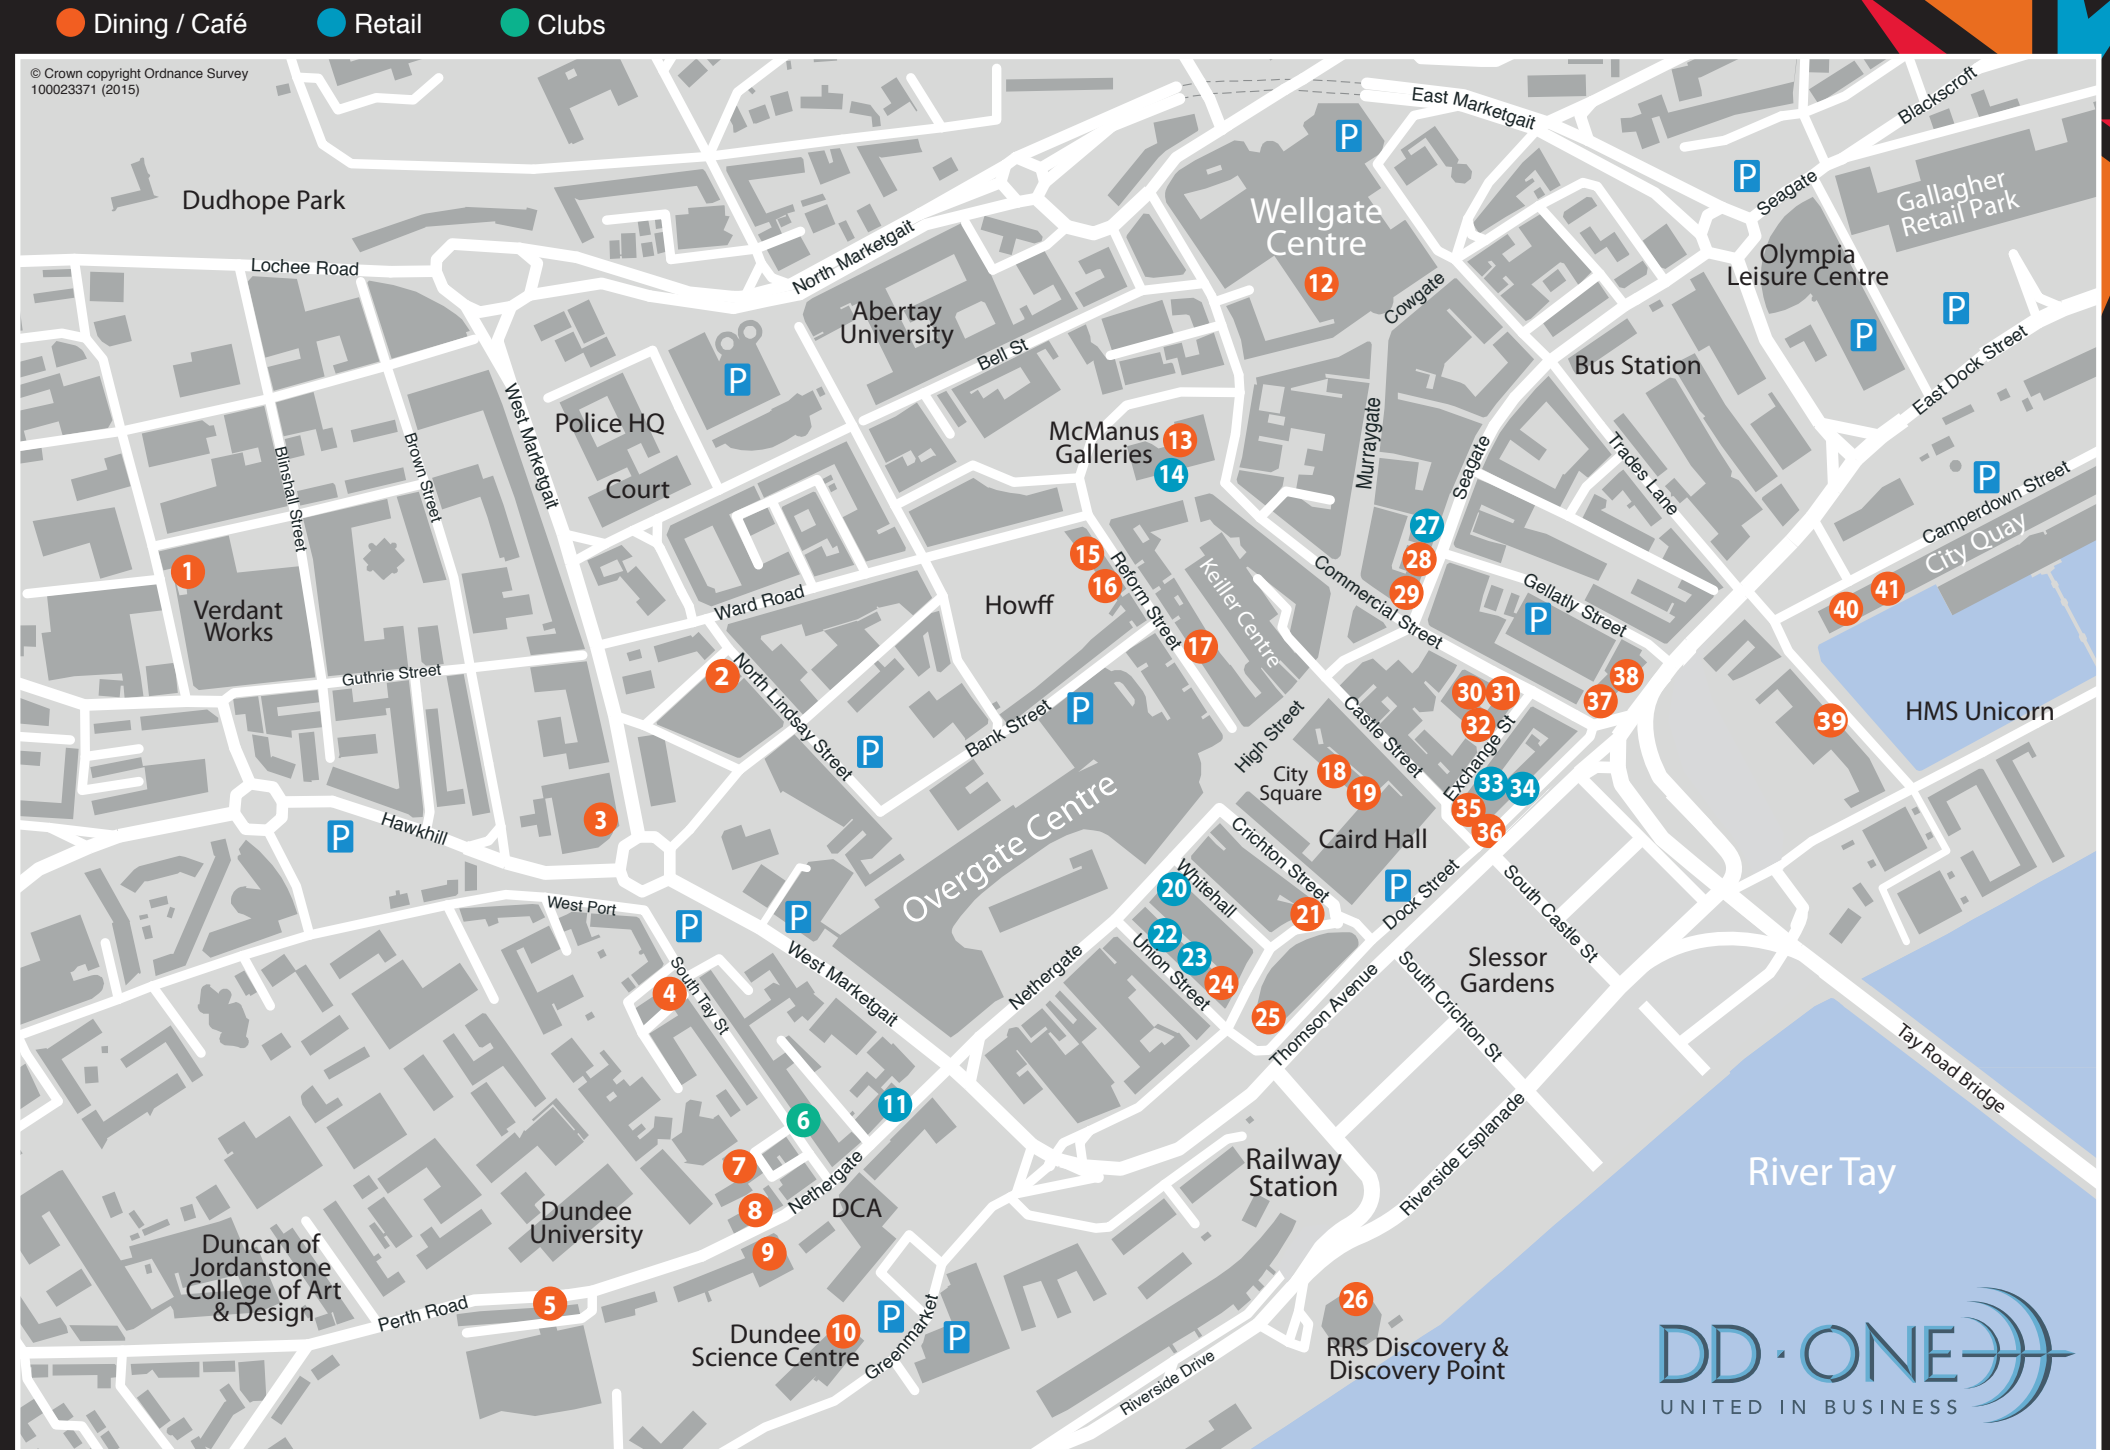 Dining / Café
Retail
Clubs
© Crown copyright Ordnance Survey
100023371 (2015)
East Marketgait
Blackscroft
P
P
Dudhope Park
Seagate
Gallagher
Retail Park
Wellgate
Centre
12
North Marketgait
Lochee Road
Olympia
Leisure Centre
Cowgate
Abertay
University
P
P
Bell St
P
Bus Station
East Dock Street
West Marketgait
Police HQ
Murraygate
McManus
Galleries
13
14
Blinshall Street
Brown Street
Court
Seagate
Trades Lane
P
Camperdown Street
City Quay
27
28
29
1
Verdant
Works
15
16
Reform Street
Keiller Centre
Commercial Street
Gellatly Street
P
41
40
Ward Road
Howff
17
Guthrie Street
2
North Lindsay Street
38
37
30
31
32
P
Bank Street
High Street
Castle Street
39
HMS Unicorn
P
Exchange St
City
Square
18
19
33
34
35
36
3
Hawkhill
P
Overgate Centre
Crichton Street
Caird Hall
Whitehall
20
P
Dock Street
South Castle St
West Port
P
P
21
22
23
24
Union Street
West Marketgait
Nethergate
Slessor
Gardens
South Tay St
4
25
Thomson Avenue
South Crichton St
Tay Road Bridge
6
11
Riverside Esplanade
7
8
9
Nethergate
DCA
Railway
Station
River Tay
Dundee
University
Duncan of
Jordanstone
College of Art
& Design
Perth Road
5
Dundee
Science Centre
10
P
P
Greenmarket
Riverside Drive
26
RRS Discovery &
Discovery Point
DD·ONE
UNITED IN BUSINESS